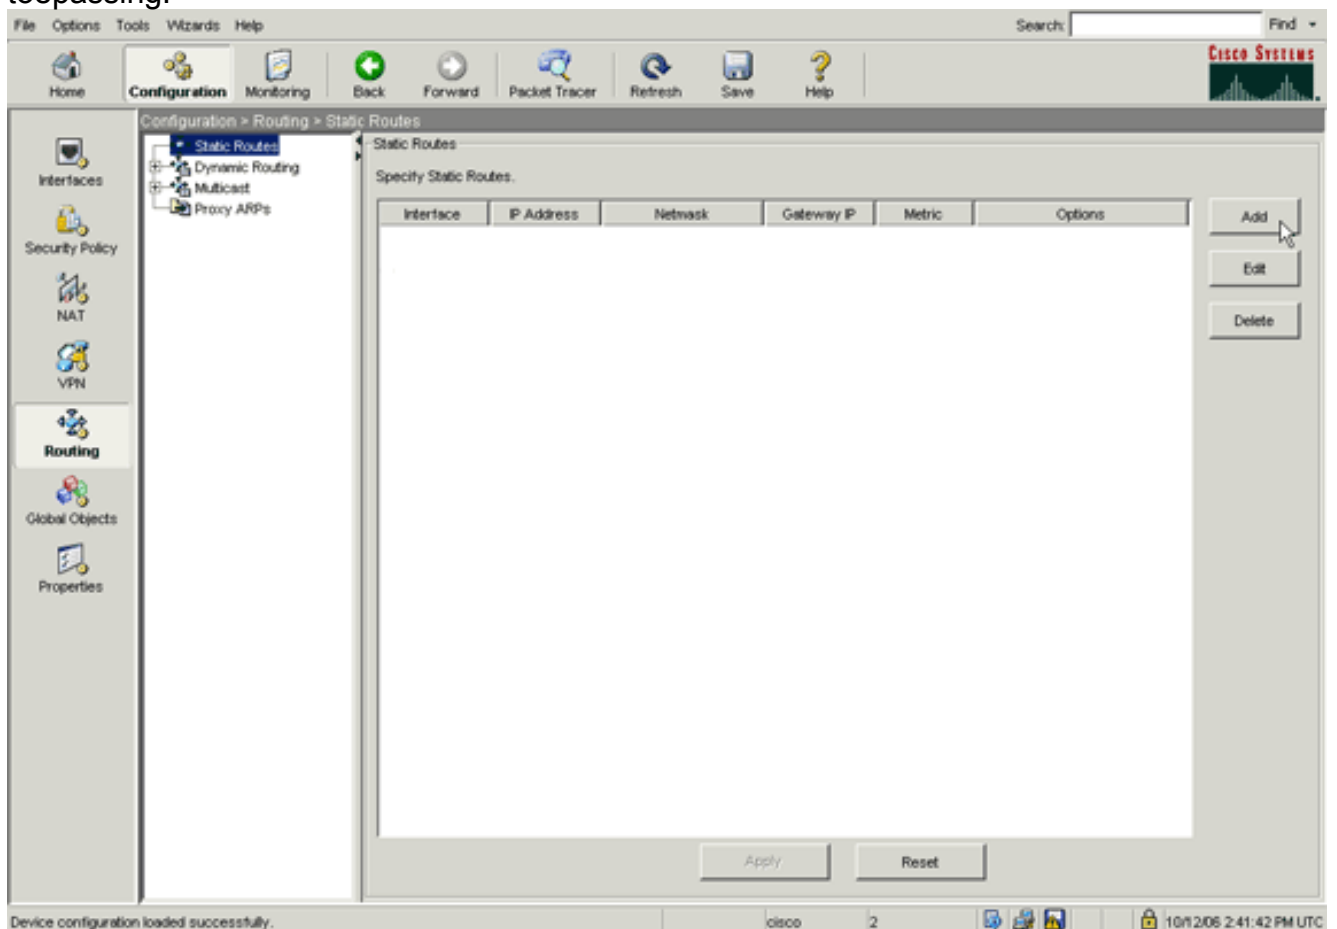 toepassing.
File Options Tools Wizards Help Search: Find
Home Configuration Monitoring Back Forward Packet Tracer Refresh Save Help
CISCO SYSTEMS
Configuration > Routing > Static Routes
Interfaces
Security Policy
NAT
VPN
Routing
Global Objects
Properties
Static Routes
Dynamic Routing
Multicast
Proxy ARPs
Static Routes
Specify Static Routes.
Interface IP Address Netmask Gateway IP Metric Options
Add
Edit
Delete
Apply Reset
Device configuration loaded successfully. cisco 2 10/12/06 2:41:42 PM UTC